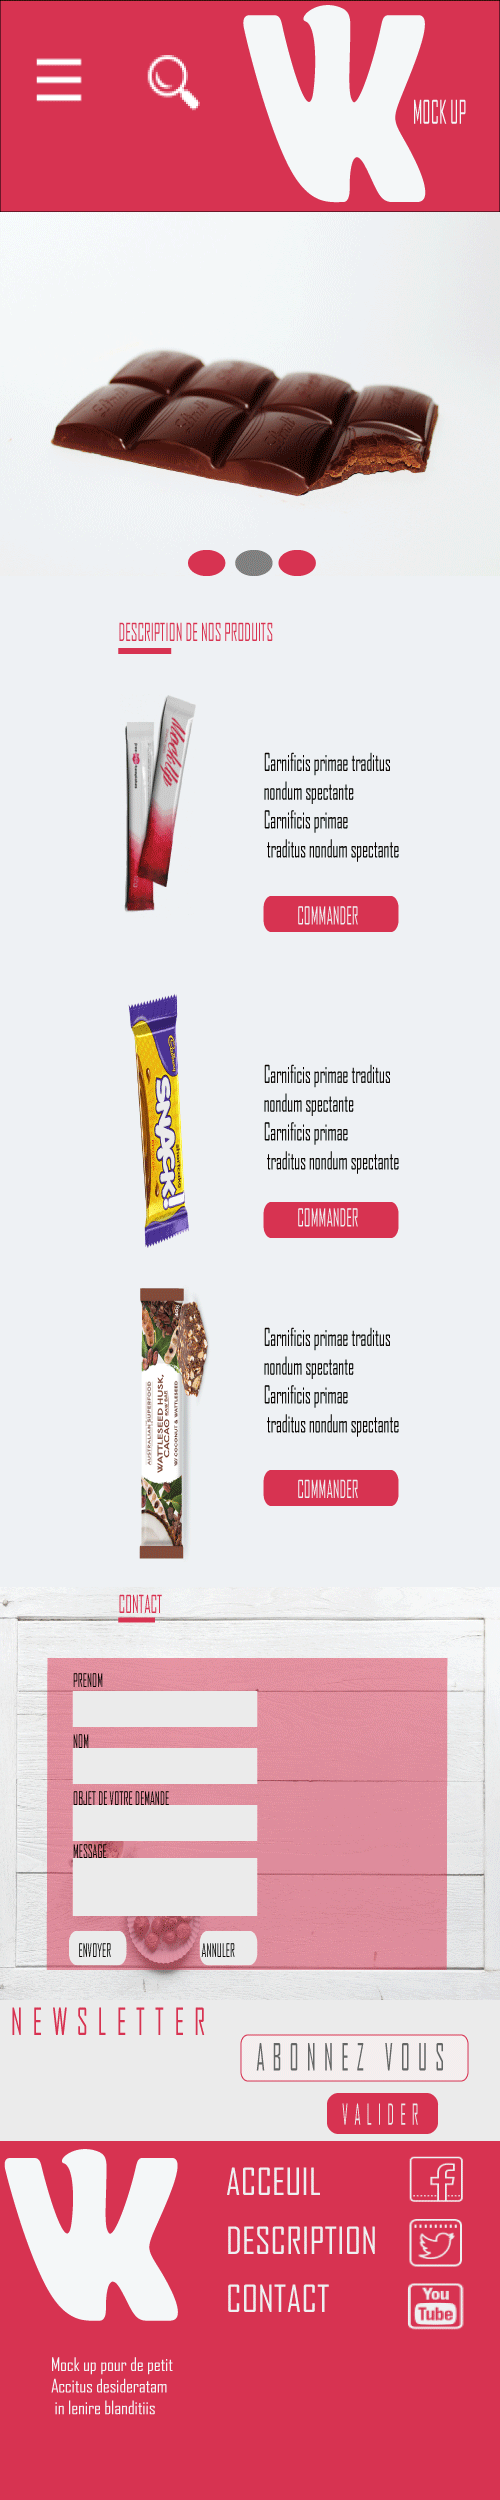 MOCK UP
DESCRIPTION DE NOS PRODUITS
Mock Up
Carnificis primae traditus
nondum spectante
Carnificis primae
traditus nondum spectante
COMMANDER
Cadbury
SNACK!
Carnificis primae traditus
nondum spectante
Carnificis primae
traditus nondum spectante
COMMANDER
AUSTRALIAN SUPERFOOD
WATTLESEED HUSK,
CACAO
W/ COCONUT & WATTLESEED
Carnificis primae traditus
nondum spectante
Carnificis primae
traditus nondum spectante
COMMANDER
CONTACT
PRENOM
NOM
OBJET DE VOTRE DEMANDE
MESSAGE
ENVOYER
ANNULER
NEWSLETTER
ABONNEZ VOUS
VALIDER
ACCEUIL
DESCRIPTION
CONTACT
You
Tube
Mock up pour de petit
Accitus desideratam
in lenire blanditiis